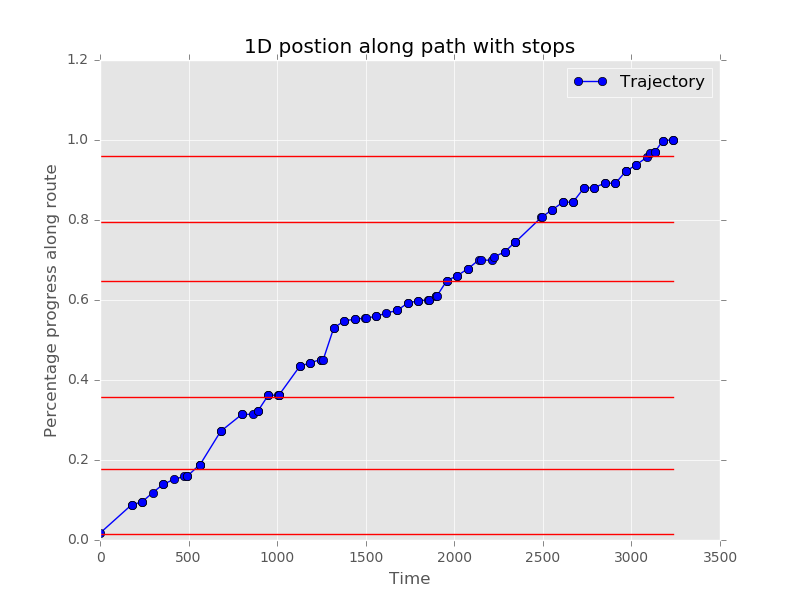 1D postion along path with stops
Trajectory
Percentage progress along route
1.2
1.0
0.8
0.6
0.4
0.2
0.0
0 500 1000 1500 2000 2500 3000 3500
Time